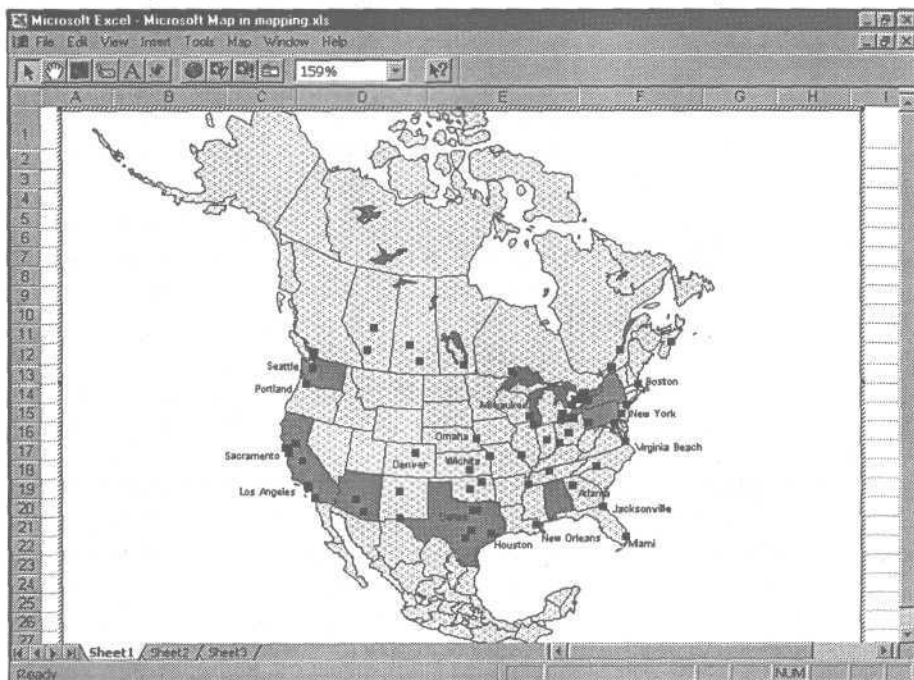 Microsoft Excel - Microsoft Map in mapping.xls
File Edit View Insert Tools Map Window Help
A 159%
A B C D E F G H I
1
2
3
4
5
6
7
8
9
10
11
12
13
14
15
16
17
18
19
20
21
22
23
24
25
26
27
Seattle
Portland
Boston
Milwaukee
New York
Omaha
Virginia Beach
Sacramento
Denver
Wichita
Los Angeles
Atlanta
Jacksonville
Houston
New Orleans
Miami
Sheet1 Sheet2 Sheet3
Ready NUM